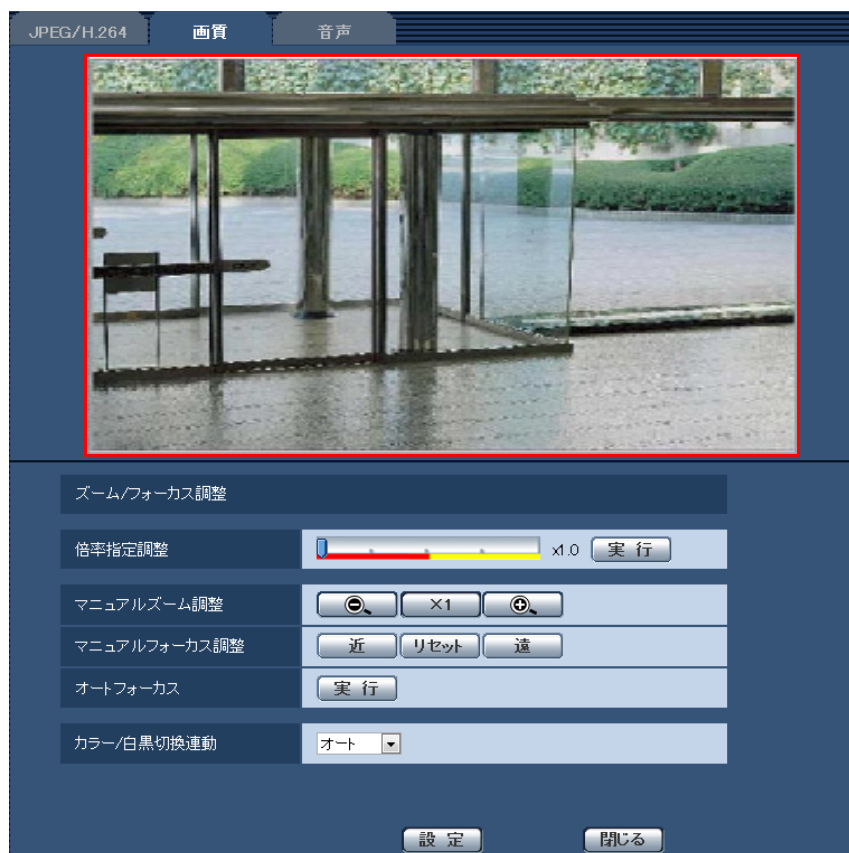 JPEG/H.264 画質 音声
ズーム/フォーカス調整
倍率指定調整 x1.0 実行
マニュアルズーム調整 ×1
マニュアルフォーカス調整 近 リセット 遠
オートフォーカス 実行
カラー/白黒切換連動 オート
設定 閉じる